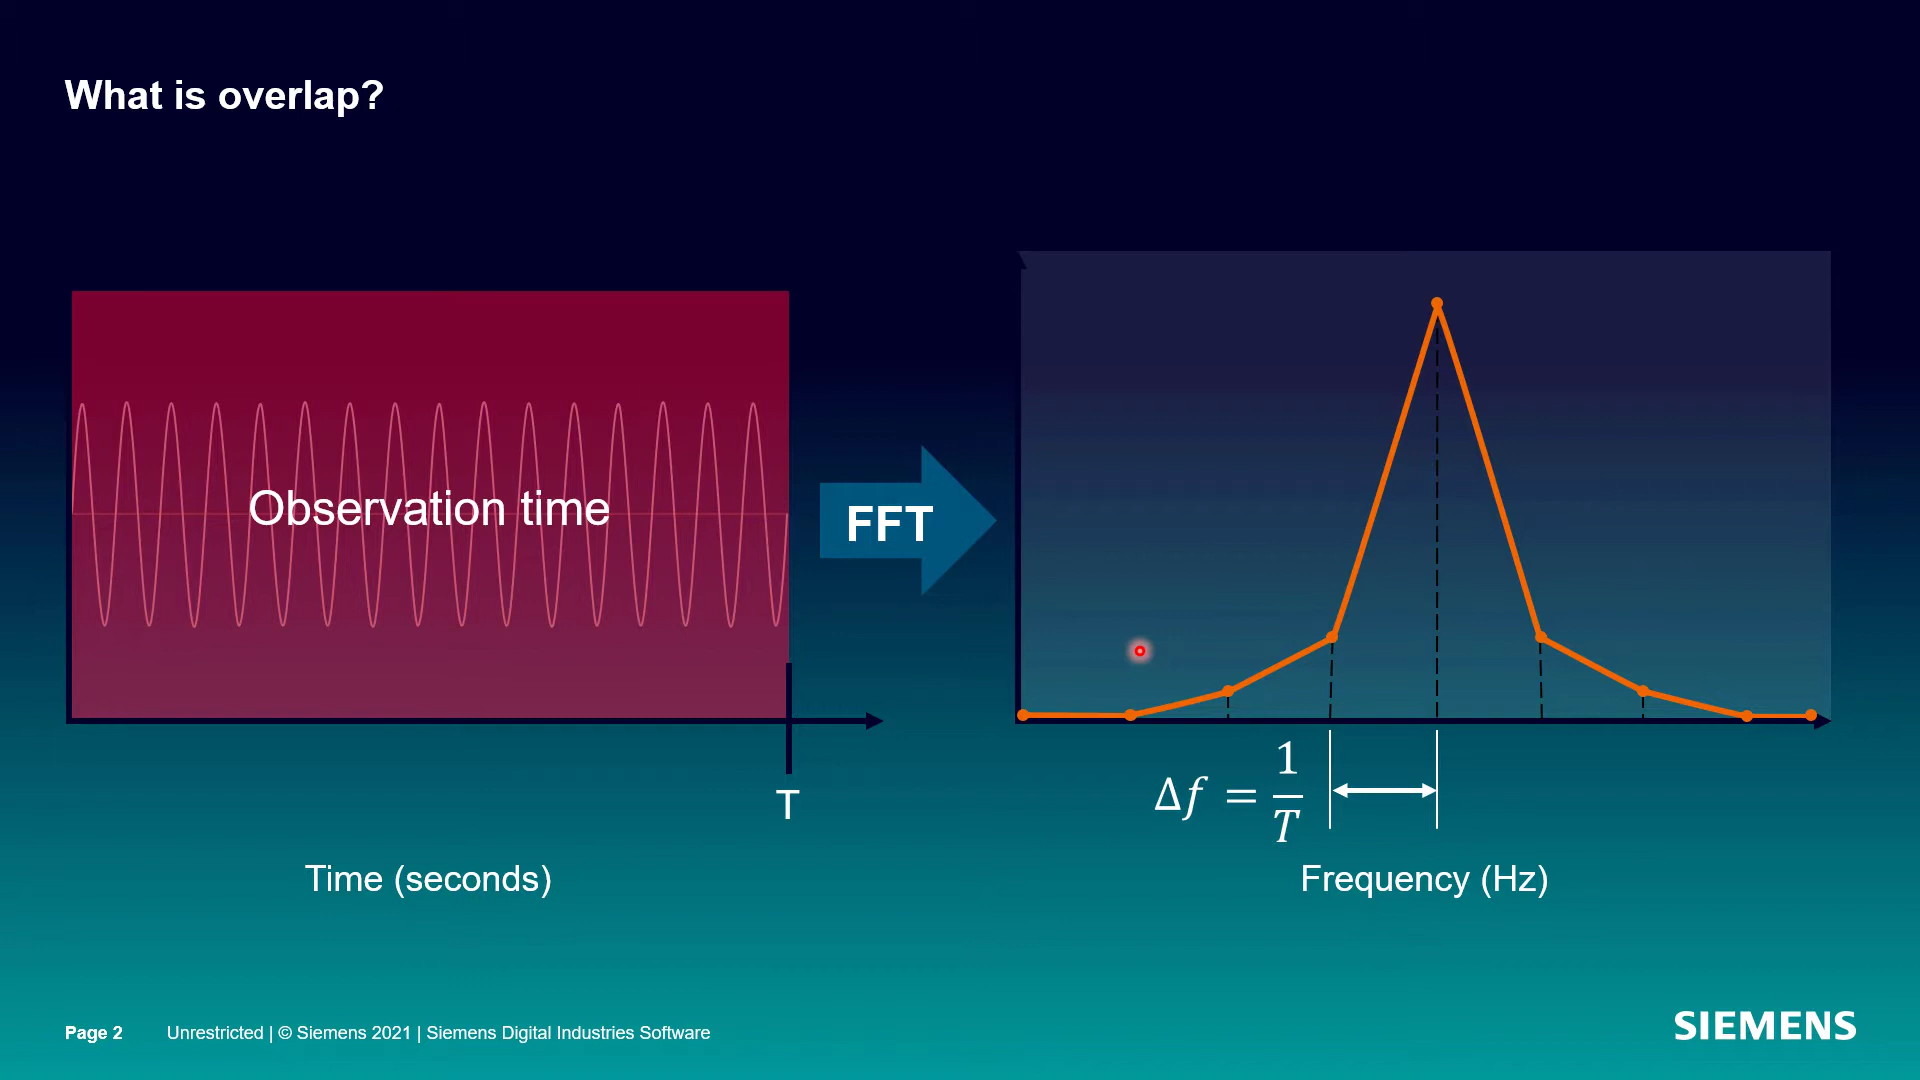 What is overlap?
Observation time
FFT
T
Δf = 1/T
Time (seconds)
Frequency (Hz)
Page 2 Unrestricted | © Siemens 2021 | Siemens Digital Industries Software
SIEMENS